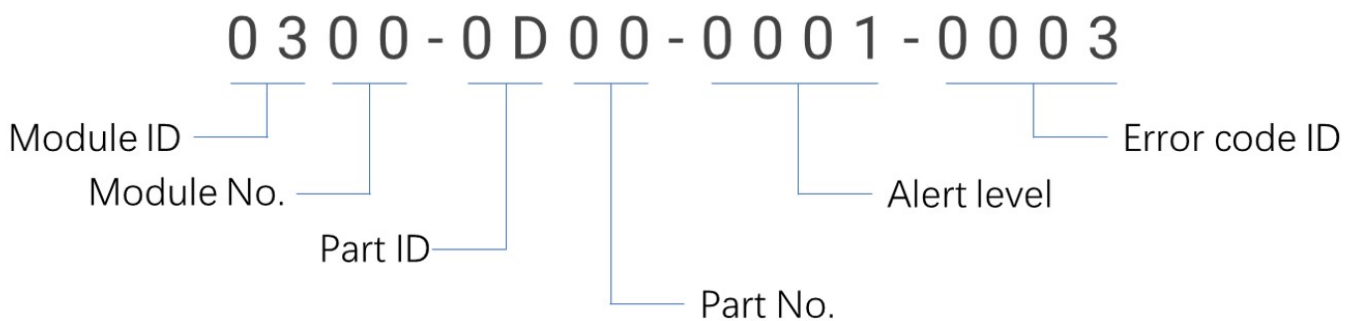 0300-0D00-0001-0003
Module ID
Error code ID
Module No.
Alert level
Part ID
Part No.